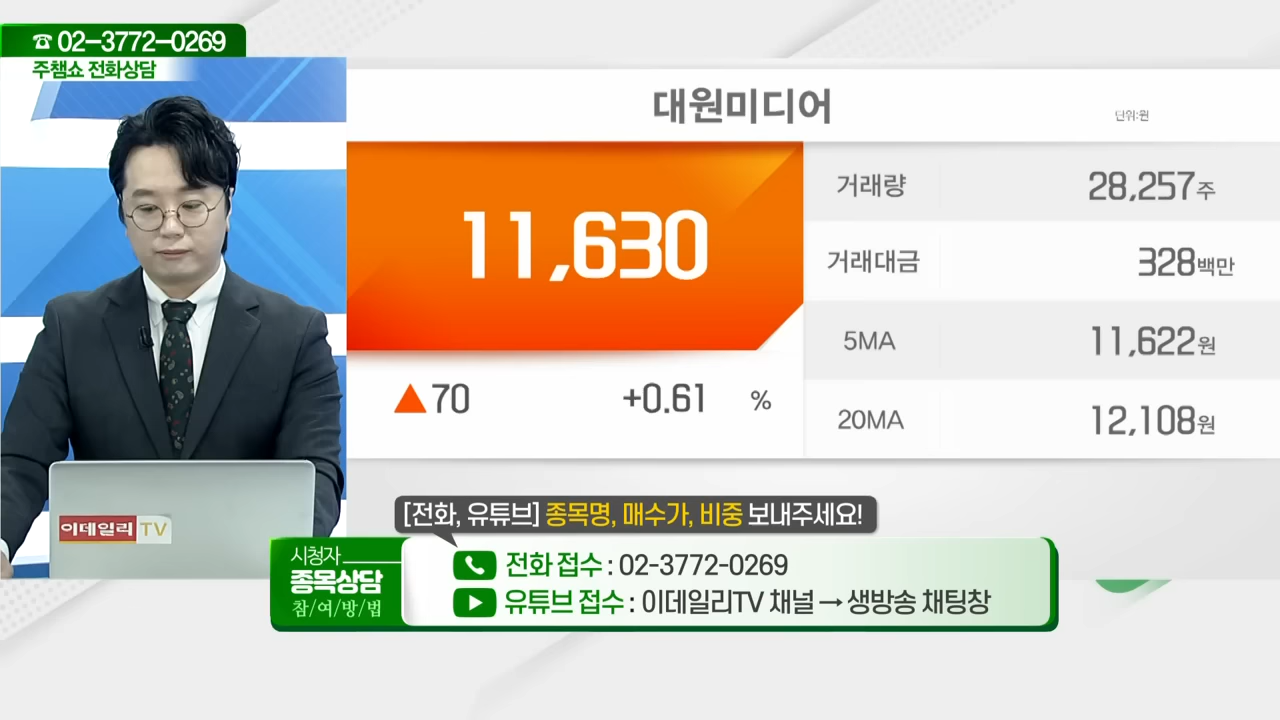 ☎ 02-3772-0269
주챔쇼 전화상담
대원미디어
단위:원
11,630
▲70 +0.61 %
거래량 28,257주
거래대금 328백만
5MA 11,622원
20MA 12,108원
이데일리TV
[전화, 유튜브] 종목명, 매수가, 비중 보내주세요!
시청자
종목상담
참/여/방/법
전화 접수 : 02-3772-0269
유튜브 접수 : 이데일리TV 채널 → 생방송 채팅창